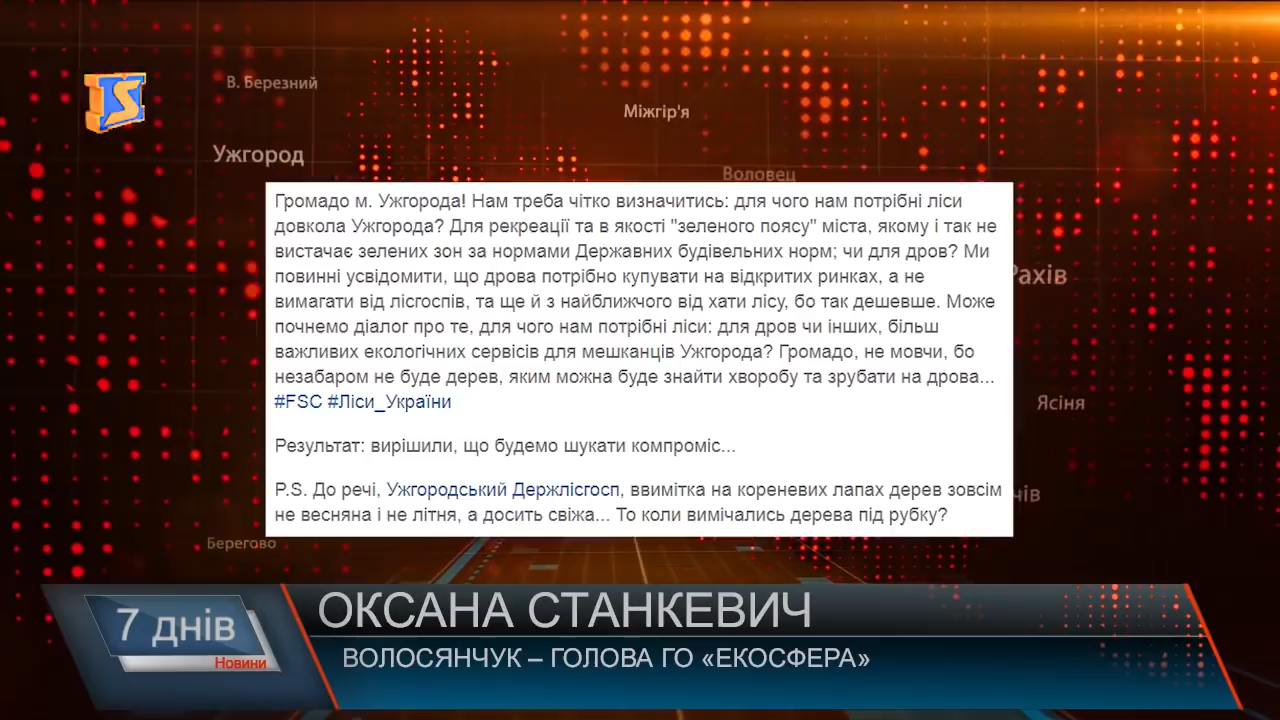 В. Березний
Міжгір'я
Ужгород
Воловец
Громадо м. Ужгорода! Нам треба чітко визначитись: для чого нам потрібні ліси
довкола Ужгорода? Для рекреації та в якості "зеленого поясу" міста, якому і так не
вистачає зелених зон за нормами Державних будівельних норм; чи для дров? Ми
повинні усвідомити, що дрова потрібно купувати на відкритих ринках, а не
вимагати від лісгоспів, та ще й з найближчого від хати лісу, бо так дешевше. Може
почнемо діалог про те, для чого нам потрібні ліси: для дров чи інших, більш
важливих екологічних сервісів для мешканців Ужгорода? Громадо, не мовчи, бо
незабаром не буде дерев, яким можна буде знайти хворобу та зрубати на дрова...
#FSC #Ліси_України
Результат: вирішили, що будемо шукати компроміс...
P.S. До речі, Ужгородський Держлісгосп, ввимітка на кореневих лапах дерев зовсім
не весняна і не літня, а досить свіжа... То коли вимічались дерева під рубку?
Рахів
Ясіня
чів
Берегово
7 днів
Новини
ОКСАНА СТАНКЕВИЧ
ВОЛОСЯНЧУК – ГОЛОВА ГО «ЕКОСФЕРА»